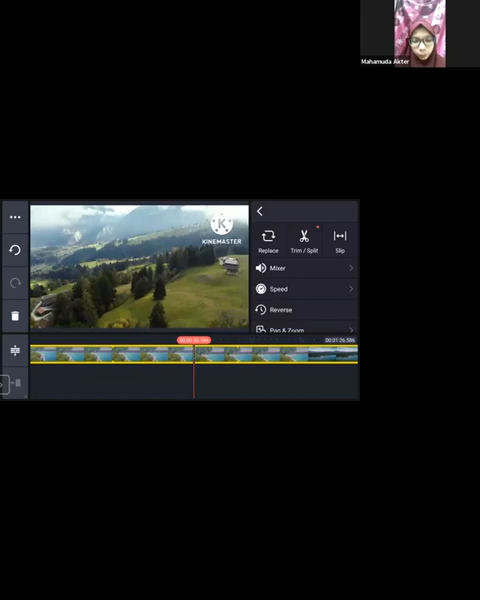 Mahamuda Akter
KINEMASTER
Replace
Trim / Split
Slip
Mixer
Speed
Reverse
Pan & Zoom
00:01:26.586